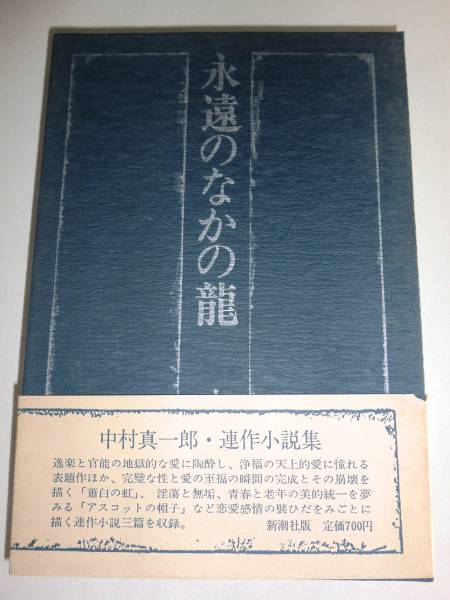 永遠のなかの龍
中村真一郎・連作小説集
逸楽と官能の地獄的な愛に陶酔し、浄福の天上的愛に憧れる
表題作ほか、完璧な性と愛の至福の瞬間の完成とその崩壊を
描く「蒼白の虹」、淫蕩と無垢、青春と老年の美的統一を夢
みる「アスコットの帽子」など恋愛感情の襞ひだをみごとに
描く連作小説三篇を収録。 新潮社版 定価700円